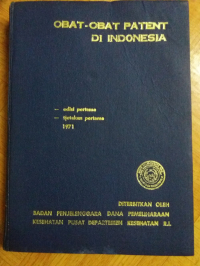 OBAT-OBAT PATENT
DI INDONESIA
— edisi pertama
— tjetakan pertama
1971
DITERBITKAN OLEH
BADAN PENJELENGGARA DANA PEMELIHARAAN
KESEHATAN PUSAT DEPARTEMEN KESEHATAN R.I.